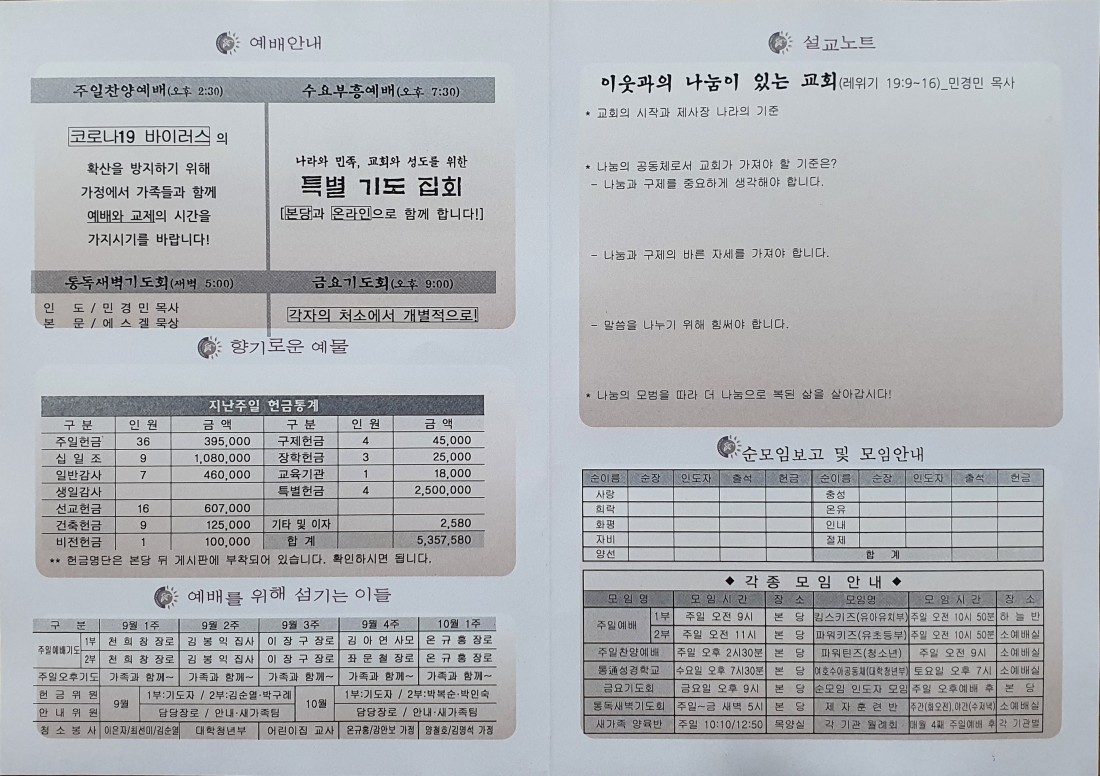 예배안내
주일찬양예배(오후 2:30)
코로나19 바이러스 의
확산을 방지하기 위해
가정에서 가족들과 함께
예배와 교제의 시간을
가지시기를 바랍니다!
수요부흥예배(오후 7:30)
나라와 민족, 교회와 성도를 위한
특별 기도 집회
[본당과 온라인으로 함께 합니다!]
통독새벽기도회(새벽 5:00)
인 도 / 민 경 민 목사
본 문 / 에 스 겔 묵상
금요기도회(오후 9:00)
각자의 처소에서 개별적으로!
향기로운 예물
지난주일 헌금통계
구 분 인 원 금 액 구 분 인 원 금 액
주일헌금 36 395,000 구제헌금 4 45,000
십 일 조 9 1,080,000 장학헌금 3 25,000
일반감사 7 460,000 교육기관 1 18,000
생일감사 특별헌금 4 2,500,000
선교헌금 16 607,000
건축헌금 9 125,000 기타 및 이자 2,580
비전헌금 1 100,000 합 계 5,357,580
** 헌금명단은 본당 뒤 게시판에 부착되어 있습니다. 확인하시면 됩니다.
예배를 위해 섬기는 이들
구 분 9월 1주 9월 2주 9월 3주 9월 4주 10월 1주
주일예배기도 1부 천 희 창 장로 김 봉 익 집사 이 장 구 장로 김 아 연 사모 온 규 홍 장로
2부 천 희 창 장로 김 봉 익 집사 이 장 구 장로 좌 문 철 장로 온 규 홍 장로
주일오후기도 가족과 함께~ 가족과 함께~ 가족과 함께~ 가족과 함께~ 가족과 함께~
헌 금 위 원 9월 1부:기도자 / 2부:김순열·박구례 10월 1부:기도자 / 2부:박복순·박인숙
안 내 위 원 담당장로 / 안내·새가족팀 담당장로 / 안내·새가족팀
청 소 봉 사 이은지/최선미/김순열 대학청년부 어린이집 교사 온규홍/강안보 가정 양철호/김명석 가정
설교노트
이웃과의 나눔이 있는 교회(레위기 19:9~16)_민경민 목사
* 교회의 시작과 제사장 나라의 기준
* 나눔의 공동체로서 교회가 가져야 할 기준은?
- 나눔과 구제를 중요하게 생각해야 합니다.
- 나눔과 구제의 바른 자세를 가져야 합니다.
- 말씀을 나누기 위해 힘써야 합니다.
* 나눔의 모범을 따라 더 나눔으로 복된 삶을 살아갑시다!
순모임보고 및 모임안내
순이름 순장 인도자 출석 헌금 순이름 순장 인도자 출석 헌금
사랑 충성
희락 온유
화평 인내
자비 절제
양선 합 계
◆ 각 종 모 임 안 내 ◆
모 임 명 모 임 시 간 장 소 모임명 모 임 시 간 장 소
주일예배 1부 주일 오전 9시 본 당 킹스키즈(유아유치부) 주일 오전 10시 50분 하 늘 반
2부 주일 오전 11시 본 당 파워키즈(유초등부) 주일 오전 10시 50분 소예배실
주일찬양예배 주일 오후 2시30분 본 당 파워틴즈(청소년) 주일 오전 9시 소예배실
통通성경학교 수요일 오후 7시30분 본 당 여호수아공동체(대학청년부) 토요일 오후 7시 소예배실
금요기도회 금요일 오후 9시 본 당 순모임 인도자 모임 주일 오후예배 후 본 당
통독새벽기도회 주일~금 새벽 5시 본 당 제 자 훈 련 반 주간(화오전),야간(수저녁) 소예배실
새가족 양육반 주일 10:10/12:50 목양실 각 기관 월례회 매월 4째 주일예배 후 각 기관별